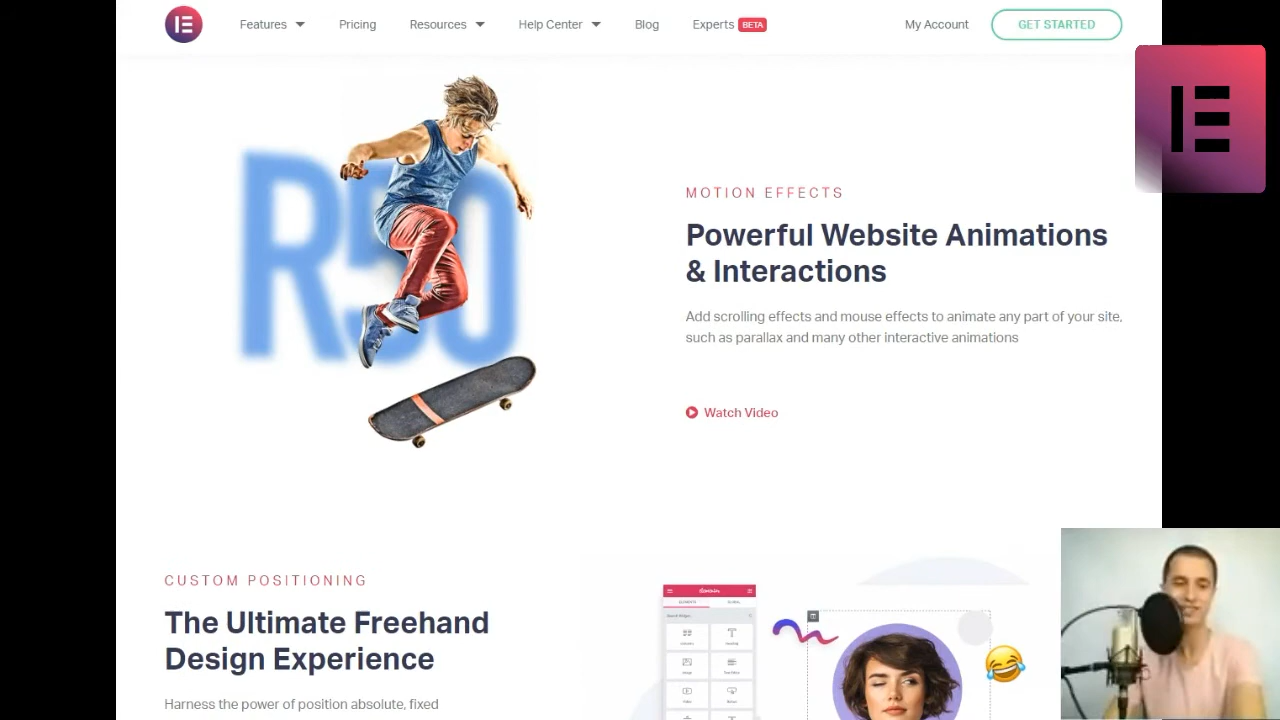 Features
Pricing
Resources
Help Center
Blog
Experts BETA
My Account
GET STARTED
R50
MOTION EFFECTS
Powerful Website Animations
& Interactions
Add scrolling effects and mouse effects to animate any part of your site,
such as parallax and many other interactive animations
Watch Video
CUSTOM POSITIONING
The Ultimate Freehand
Design Experience
Harness the power of position absolute, fixed